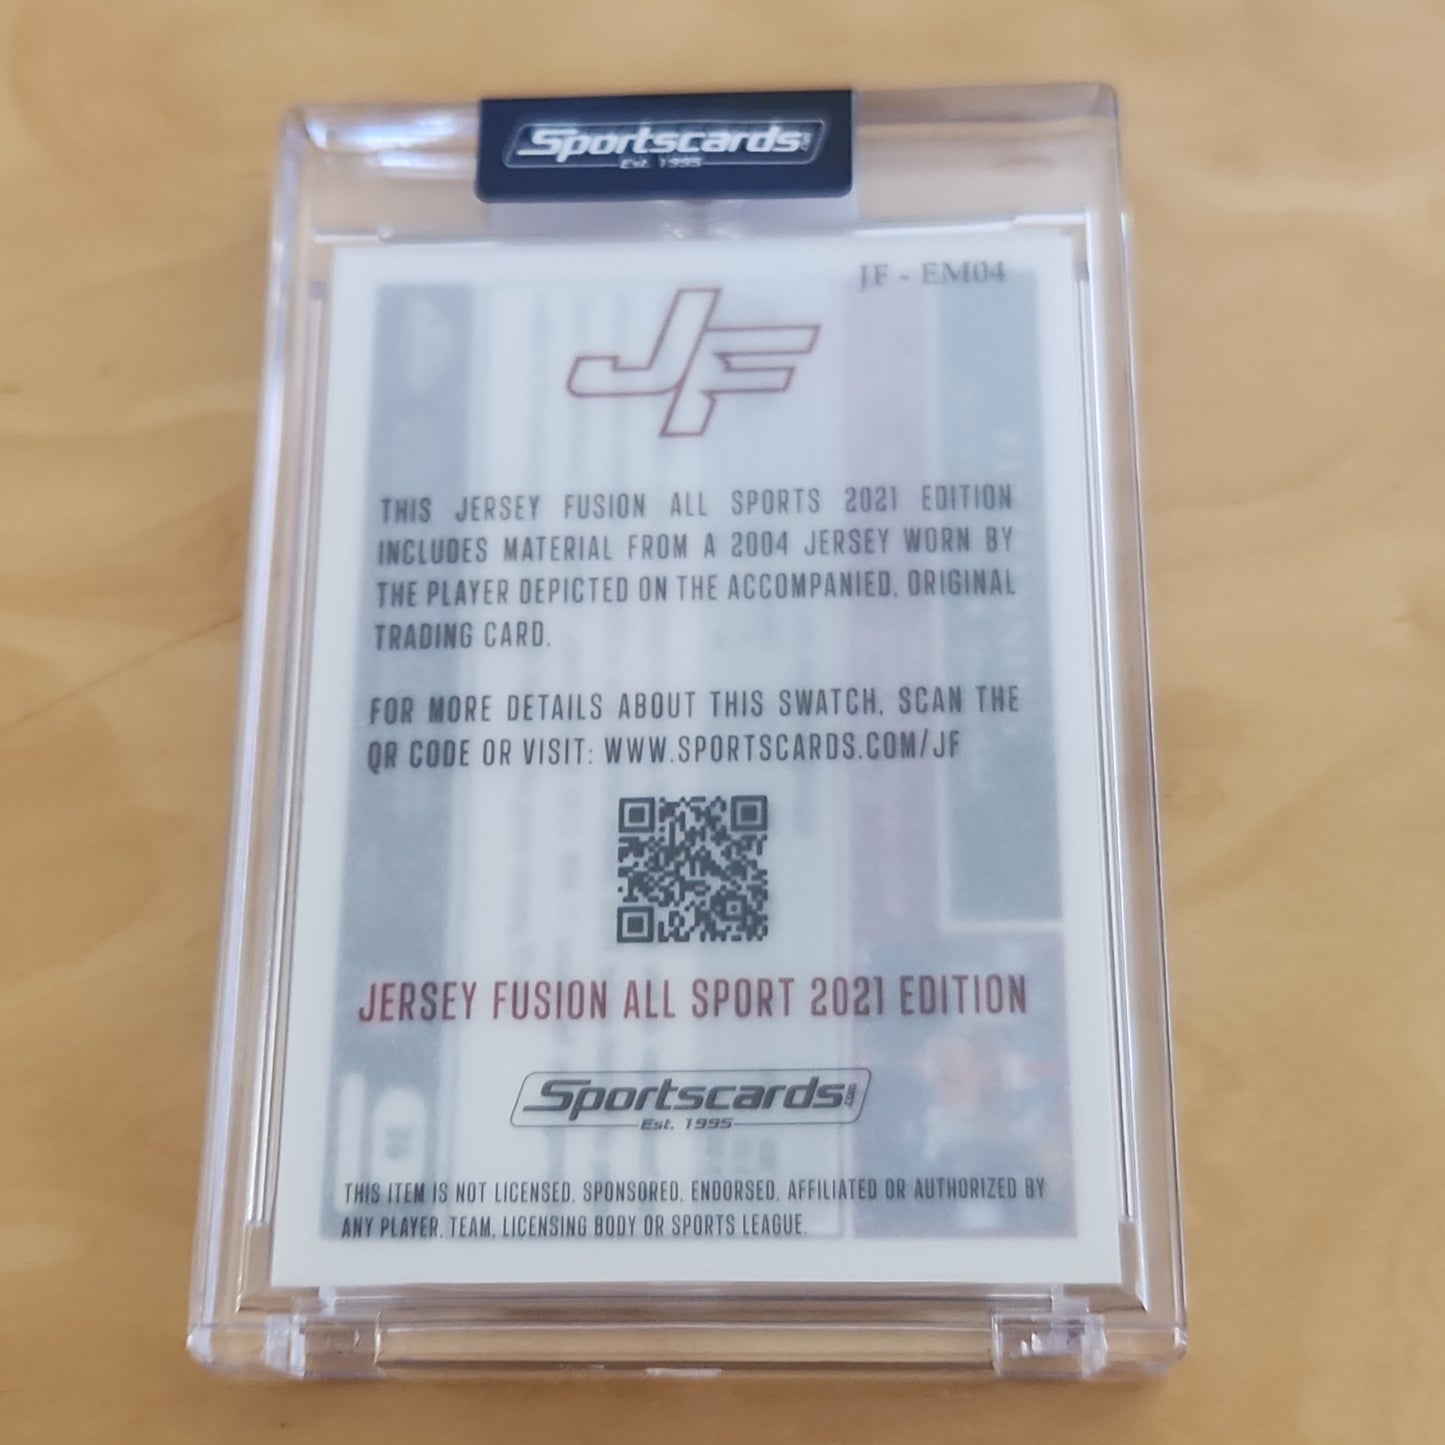 Sportscards.com
Est. 1995
JF - EM04
JF
THIS JERSEY FUSION ALL SPORTS 2021 EDITION
INCLUDES MATERIAL FROM A 2004 JERSEY WORN BY
THE PLAYER DEPICTED ON THE ACCOMPANIED, ORIGINAL
TRADING CARD.
FOR MORE DETAILS ABOUT THIS SWATCH, SCAN THE
QR CODE OR VISIT: WWW.SPORTSCARDS.COM/JF
JERSEY FUSION ALL SPORT 2021 EDITION
Sportscards.com
Est. 1995
THIS ITEM IS NOT LICENSED, SPONSORED, ENDORSED, AFFILIATED OR AUTHORIZED BY
ANY PLAYER, TEAM, LICENSING BODY OR SPORTS LEAGUE.